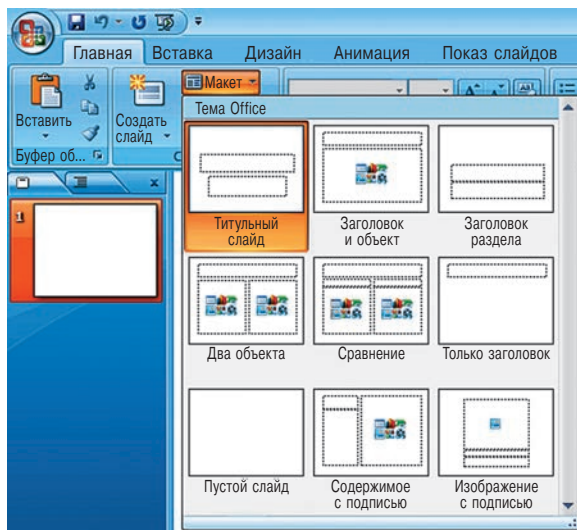 Главная Вставка Дизайн Анимация Показ слайдов
Вставить
Буфер об...
Создать
слайд
Макет
С
Тема Office
Титульный
слайд
Заголовок
и объект
Заголовок
раздела
Два объекта
Сравнение
Только заголовок
Пустой слайд
Содержимое
с подписью
Изображение
с подписью
1